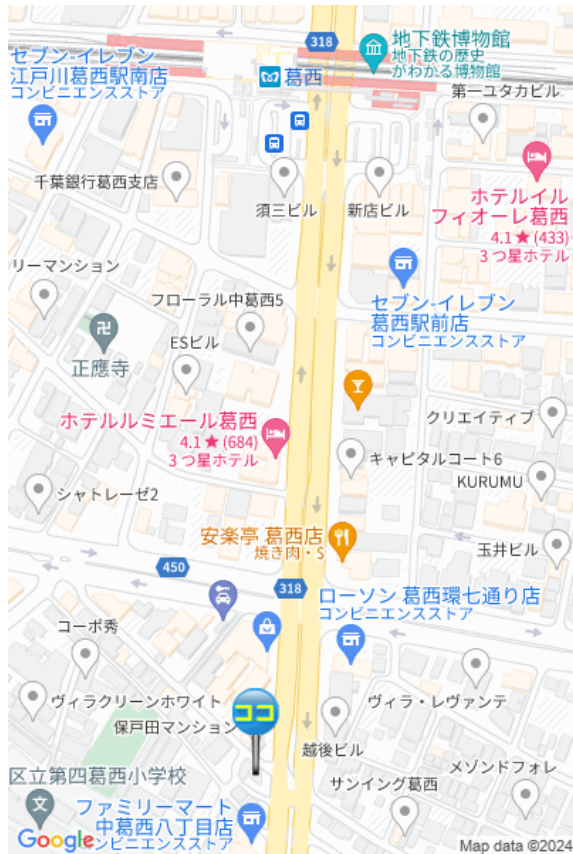 318
地下鉄博物館
地下鉄の歴史
がわかる博物館
セブン-イレブン
江戸川葛西駅南店
コンビニエンスストア
葛西
第一ユタカビル
千葉銀行葛西支店
須三ビル
新店ビル
ホテルイル
フィオーレ葛西
4.1★(433)
3つ星ホテル
リーマンション
フローラル中葛西5
セブン-イレブン
葛西駅前店
コンビニエンスストア
正應寺
ESビル
ホテルルミエール葛西
4.1★(684)
3つ星ホテル
クリエイティブ
キャピタルコート6
KURUMU
シャトレーゼ2
安楽亭 葛西店
焼き肉・S
玉井ビル
450
318
ローソン 葛西環七通り店
コンビニエンスストア
コーポ秀
ヴィラクリーンホワイト
ヴィラ・レヴァンテ
ココ
保戸田マンション
越後ビル
区立第四葛西小学校
サンイング葛西
メゾンドフォレ
ファミリーマート
中葛西八丁目店
コンビニエンスストア
Google
Map data ©2024